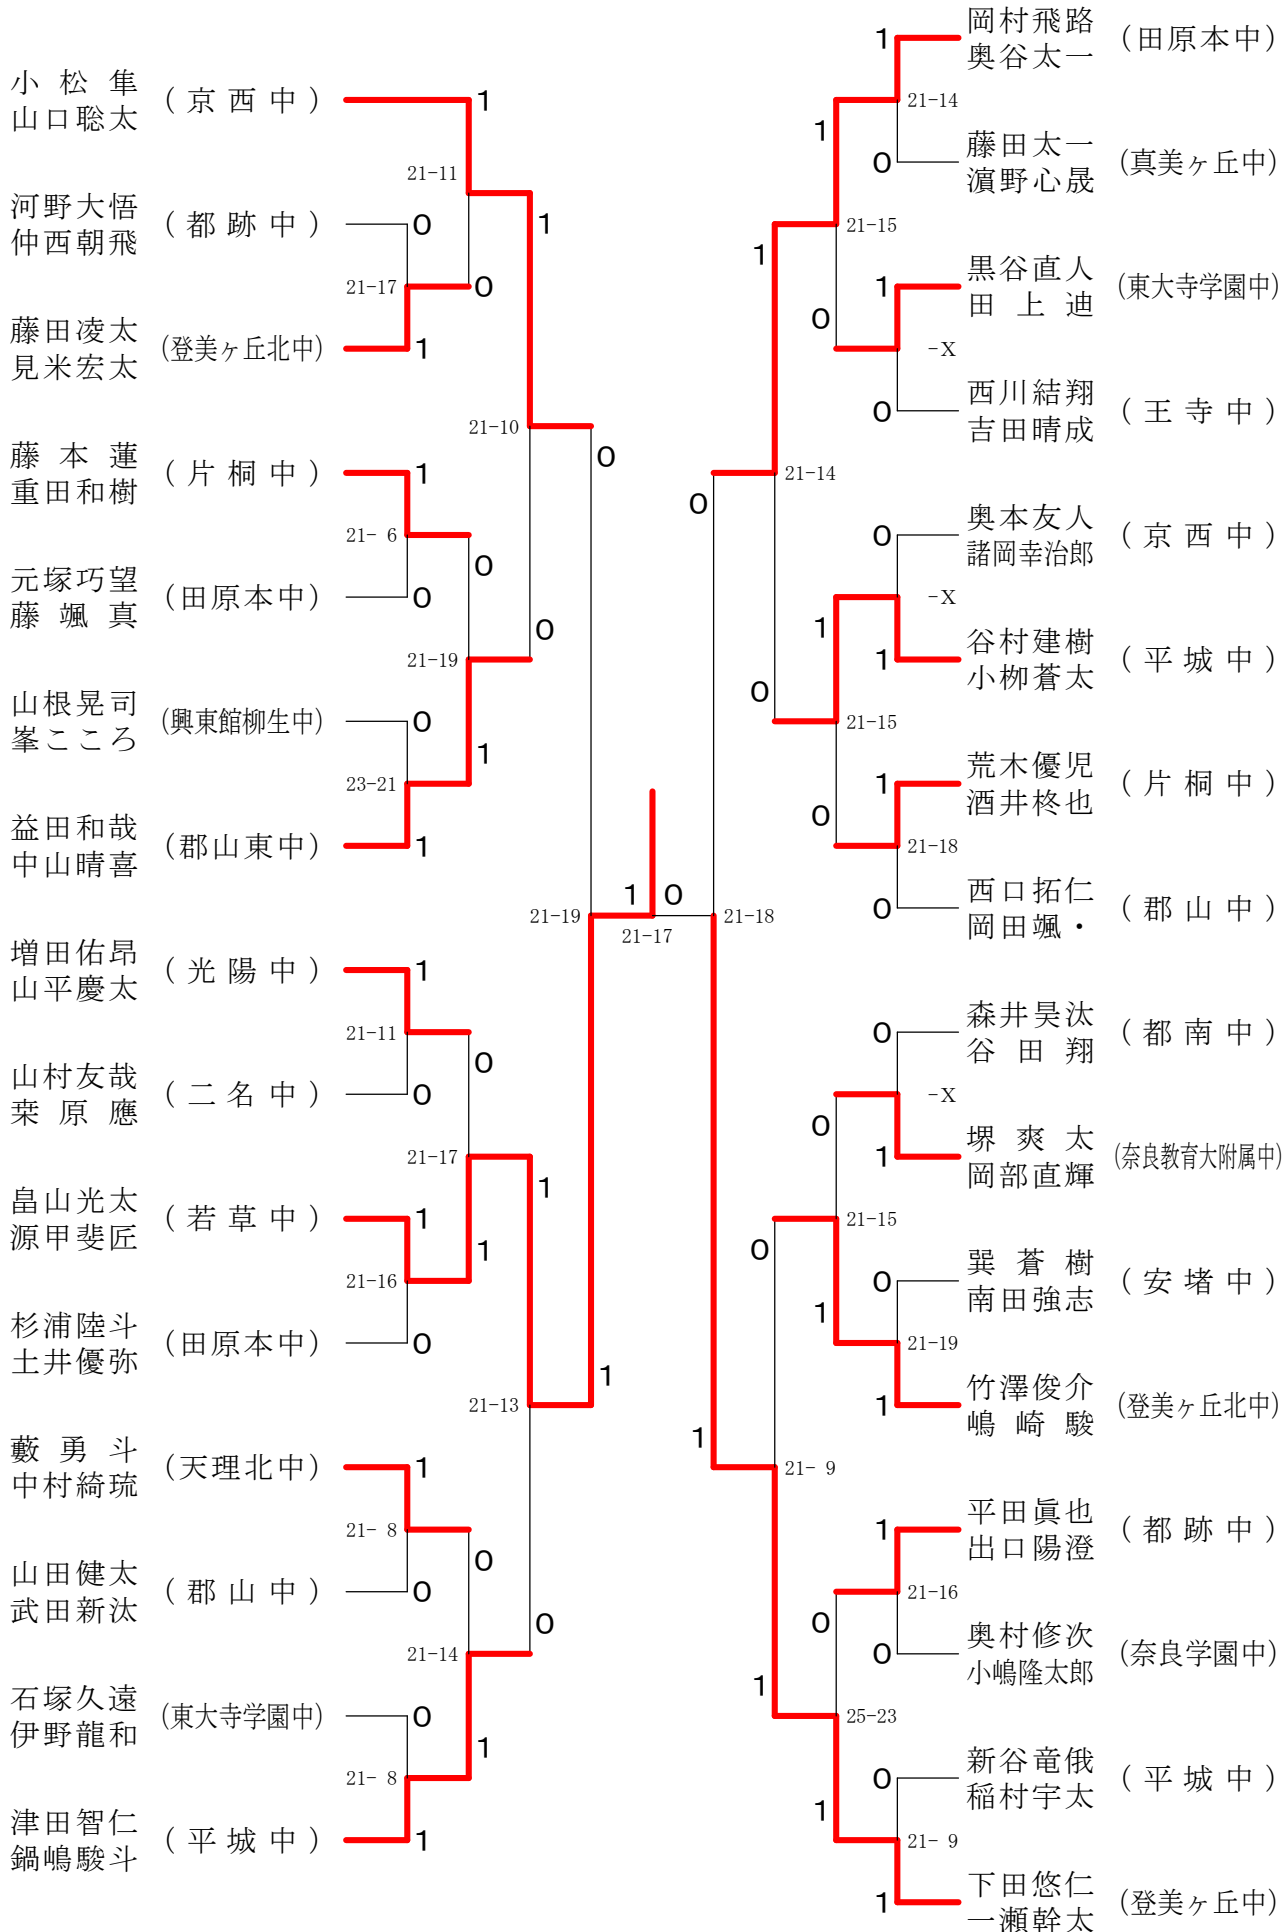 小松隼
山口聡太
(京西中)
1
21-11
河野大悟
仲西朝飛
(都跡中)
0
21-17
0
藤田凌太
見米宏太
(登美ヶ丘北中)
1
1
21-10
藤本蓮
重田和樹
(片桐中)
1
21- 6
0
元塚巧望
藤颯真
(田原本中)
0
21-19
0
山根晃司
峯こころ
(興東館柳生中)
0
23-21
1
益田和哉
中山晴喜
(郡山東中)
1
0
21-19
増田佑昂
山平慶太
(光陽中)
1
21-11
0
山村友哉
桒原應
(二名中)
0
21-17
1
畠山光太
源甲斐匠
(若草中)
1
21-16
1
杉浦陸斗
土井優弥
(田原本中)
0
21-13
1
藪勇斗
中村綺琉
(天理北中)
1
21- 8
0
山田健太
武田新汰
(郡山中)
0
21-14
0
石塚久遠
伊野龍和
(東大寺学園中)
0
21- 8
1
津田智仁
鍋嶋駿斗
(平城中)
1
1
0
21-17
岡村飛路
奥谷太一
(田原本中)
1
21-14
1
藤田太一
濵野心晟
(真美ヶ丘中)
0
21-15
1
黒谷直人
田上迪
(東大寺学園中)
1
-X
0
西川結翔
吉田晴成
(王寺中)
0
21-14
0
奥本友人
諸岡幸治郎
(京西中)
0
-X
1
谷村建樹
小栁蒼太
(平城中)
1
21-15
0
荒木優児
酒井柊也
(片桐中)
1
21-18
0
西口拓仁
岡田颯・
(郡山中)
0
21-18
森井昊汰
谷田翔
(都南中)
0
-X
0
堺爽太
岡部直輝
(奈良教育大附属中)
1
21-15
0
巽蒼樹
南田強志
(安堵中)
0
21-19
1
竹澤俊介
嶋崎駿
(登美ヶ丘北中)
1
1
21- 9
平田眞也
出口陽澄
(都跡中)
1
21-16
0
奥村修次
小嶋隆太郎
(奈良学園中)
0
25-23
1
新谷竜俄
稲村宇太
(平城中)
0
21- 9
1
下田悠仁
一瀬幹太
(登美ヶ丘中)
1